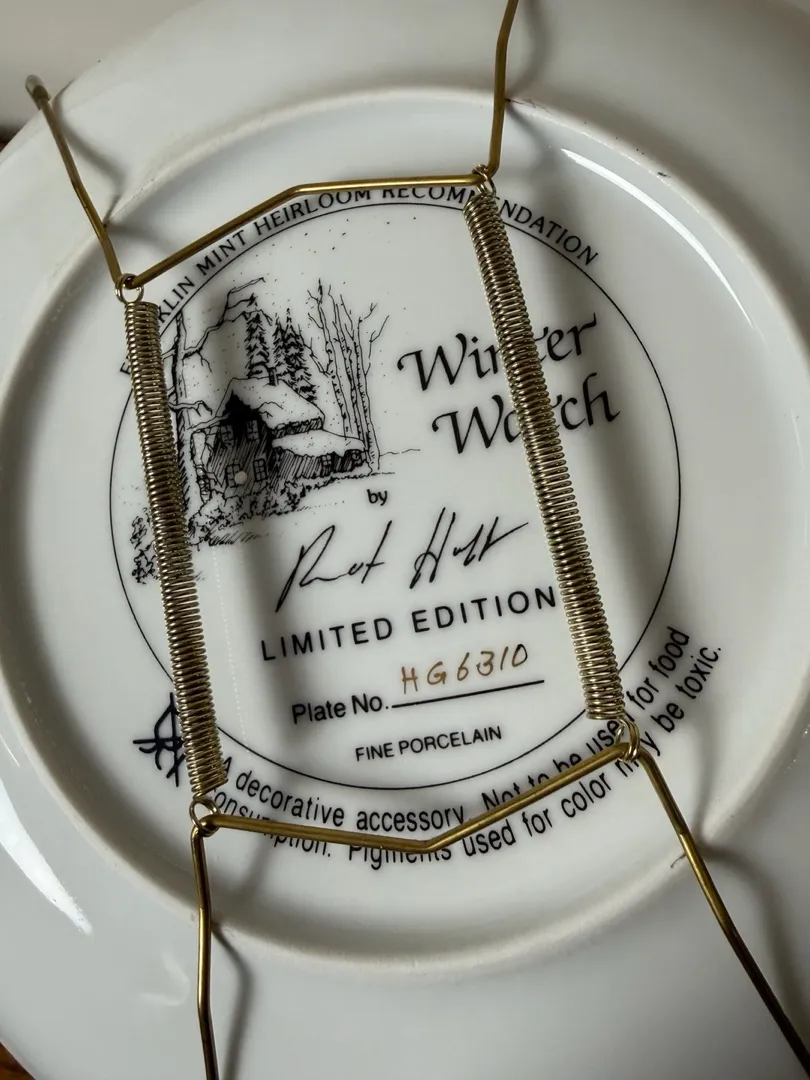 FRANKLIN MINT HEIRLOOM RECOMMENDATION
Winter
Watch
by
LIMITED EDITION
Plate No. HG6310
FINE PORCELAIN
A decorative accessory. Not to be used for food
consumption. Pigments used for color may be toxic.